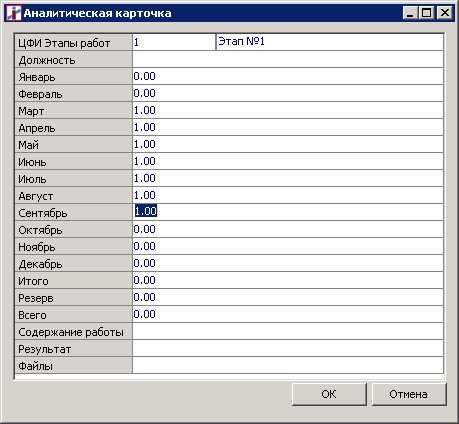 Аналитическая карточка
ЦФИ Этапы работ 1 Этап №1
Должность
Январь 0.00
Февраль 0.00
Март 1.00
Апрель 1.00
Май 1.00
Июнь 1.00
Июль 1.00
Август 1.00
Сентябрь 1.00
Октябрь 0.00
Ноябрь 0.00
Декабрь 0.00
Итого 0.00
Резерв 0.00
Всего 0.00
Содержание работы
Результат
Файлы
OK Отмена